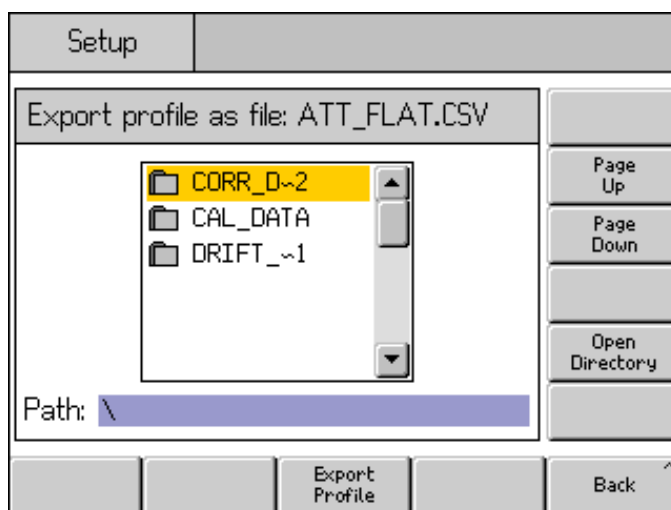 Setup
Export profile as file: ATT_FLAT.CSV
CORR_D~2
CAL_DATA
DRIFT_~1
Path: \
Page
Up
Page
Down
Open
Directory
Export
Profile
Back ^